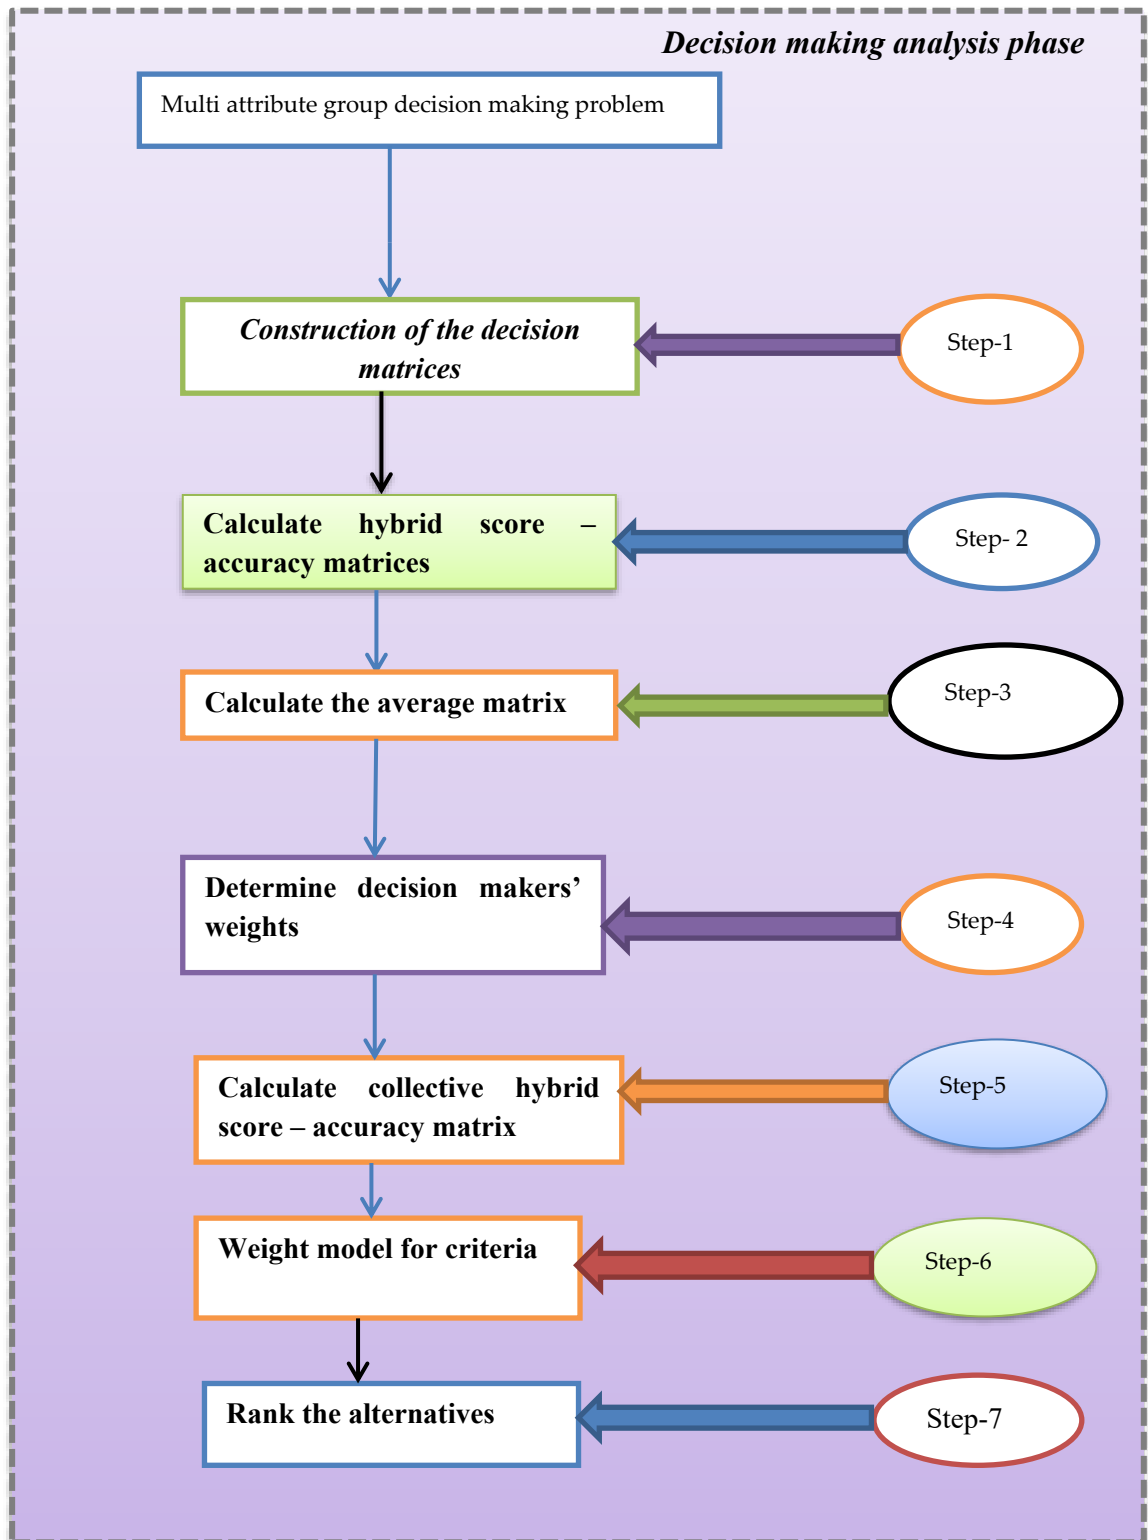 Decision making analysis phase
Multi attribute group decision making problem
Construction of the decision
matrices
Step-1
Calculate hybrid score –
accuracy matrices
Step- 2
Calculate the average matrix
Step-3
Determine decision makers’
weights
Step-4
Calculate collective hybrid
score – accuracy matrix
Step-5
Weight model for criteria
Step-6
Rank the alternatives
Step-7